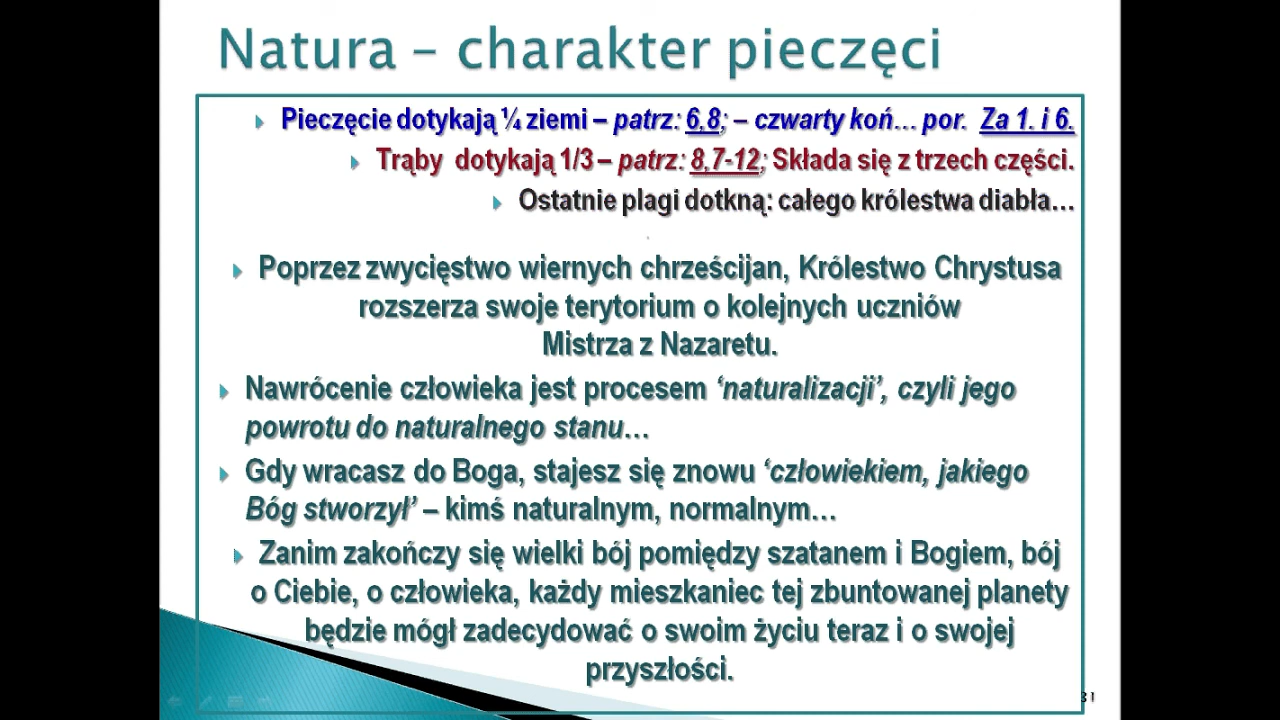 Natura – charakter pieczęci
Pieczęcie dotykają ¼ ziemi – patrz: 6,8; – czwarty koń... por. Za 1. i 6.
Trąby dotykają 1/3 – patrz: 8,7-12; Składa się z trzech części.
Ostatnie plagi dotkną: całego królestwa diabła...
Poprzez zwycięstwo wiernych chrześcijan, Królestwo Chrystusa
rozszerza swoje terytorium o kolejnych uczniów
Mistrza z Nazaretu.
Nawrócenie człowieka jest procesem ‘naturalizacji’, czyli jego
powrotu do naturalnego stanu...
Gdy wracasz do Boga, stajesz się znowu ‘człowiekiem, jakiego
Bóg stworzył’ – kimś naturalnym, normalnym...
Zanim zakończy się wielki bój pomiędzy szatanem i Bogiem, bój
o Ciebie, o człowieka, każdy mieszkaniec tej zbuntowanej planety
będzie mógł zadecydować o swoim życiu teraz i o swojej
przyszłości.
31